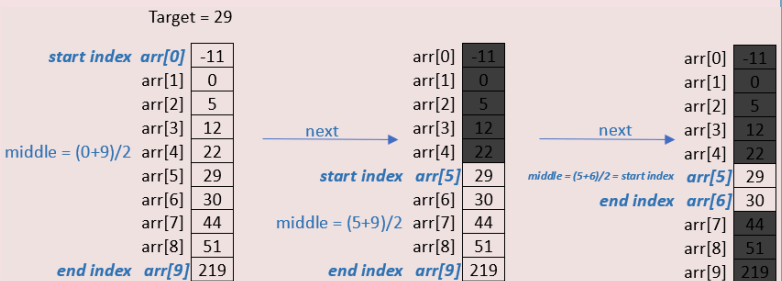 Target = 29
start index arr[0] -11
arr[1] 0
arr[2] 5
arr[3] 12
middle = (0+9)/2 arr[4] 22
arr[5] 29
arr[6] 30
arr[7] 44
arr[8] 51
end index arr[9] 219
next
arr[0] -11
arr[1] 0
arr[2] 5
arr[3] 12
arr[4] 22
start index arr[5] 29
arr[6] 30
middle = (5+9)/2 arr[7] 44
arr[8] 51
end index arr[9] 219
next
arr[0] -11
arr[1] 0
arr[2] 5
arr[3] 12
arr[4] 22
middle = (5+6)/2 = start index arr[5] 29
end index arr[6] 30
arr[7] 44
arr[8] 51
arr[9] 219